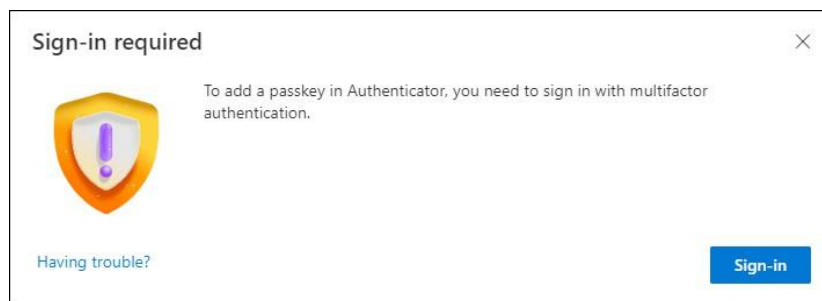 Sign-in required
To add a passkey in Authenticator, you need to sign in with multifactor
authentication.
Having trouble?
Sign-in